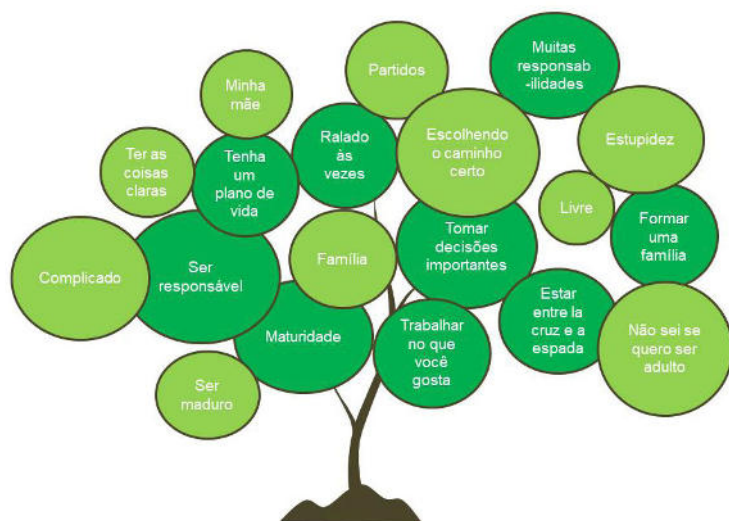 Muitas
responsab
-ilidades
Partidos
Minha
mãe
Ralado
às
vezes
Escolhendo
o caminho
certo
Estupidez
Ter as
coisas
claras
Tenha
um
plano de
vida
Livre
Formar
uma
família
Complicado
Ser
responsável
Família
Tomar
decisões
importantes
Estar
entre la
cruz e a
espada
Não sei se
quero ser
adulto
Maturidade
Trabalhar
no que
você
gosta
Ser
maduro